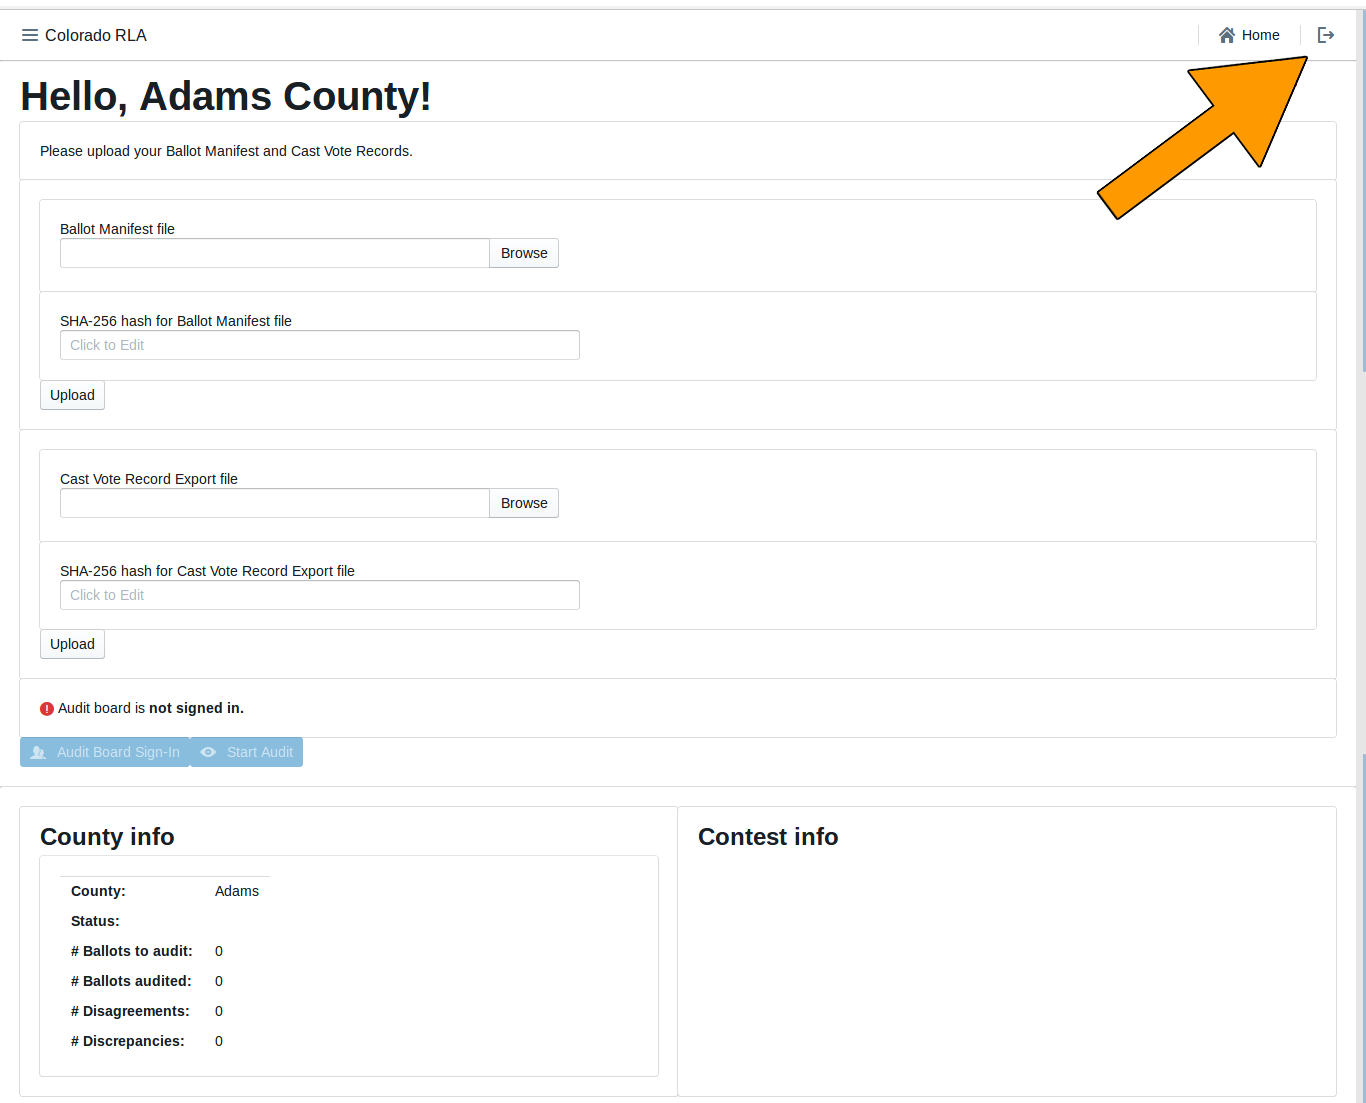 Colorado RLA
Home
Hello, Adams County!
Please upload your Ballot Manifest and Cast Vote Records.
Ballot Manifest file
Browse
SHA-256 hash for Ballot Manifest file
Click to Edit
Upload
Cast Vote Record Export file
Browse
SHA-256 hash for Cast Vote Record Export file
Click to Edit
Upload
Audit board is not signed in.
Audit Board Sign-In Start Audit
County info
County: Adams
Status:
# Ballots to audit: 0
# Ballots audited: 0
# Disagreements: 0
# Discrepancies: 0
Contest info